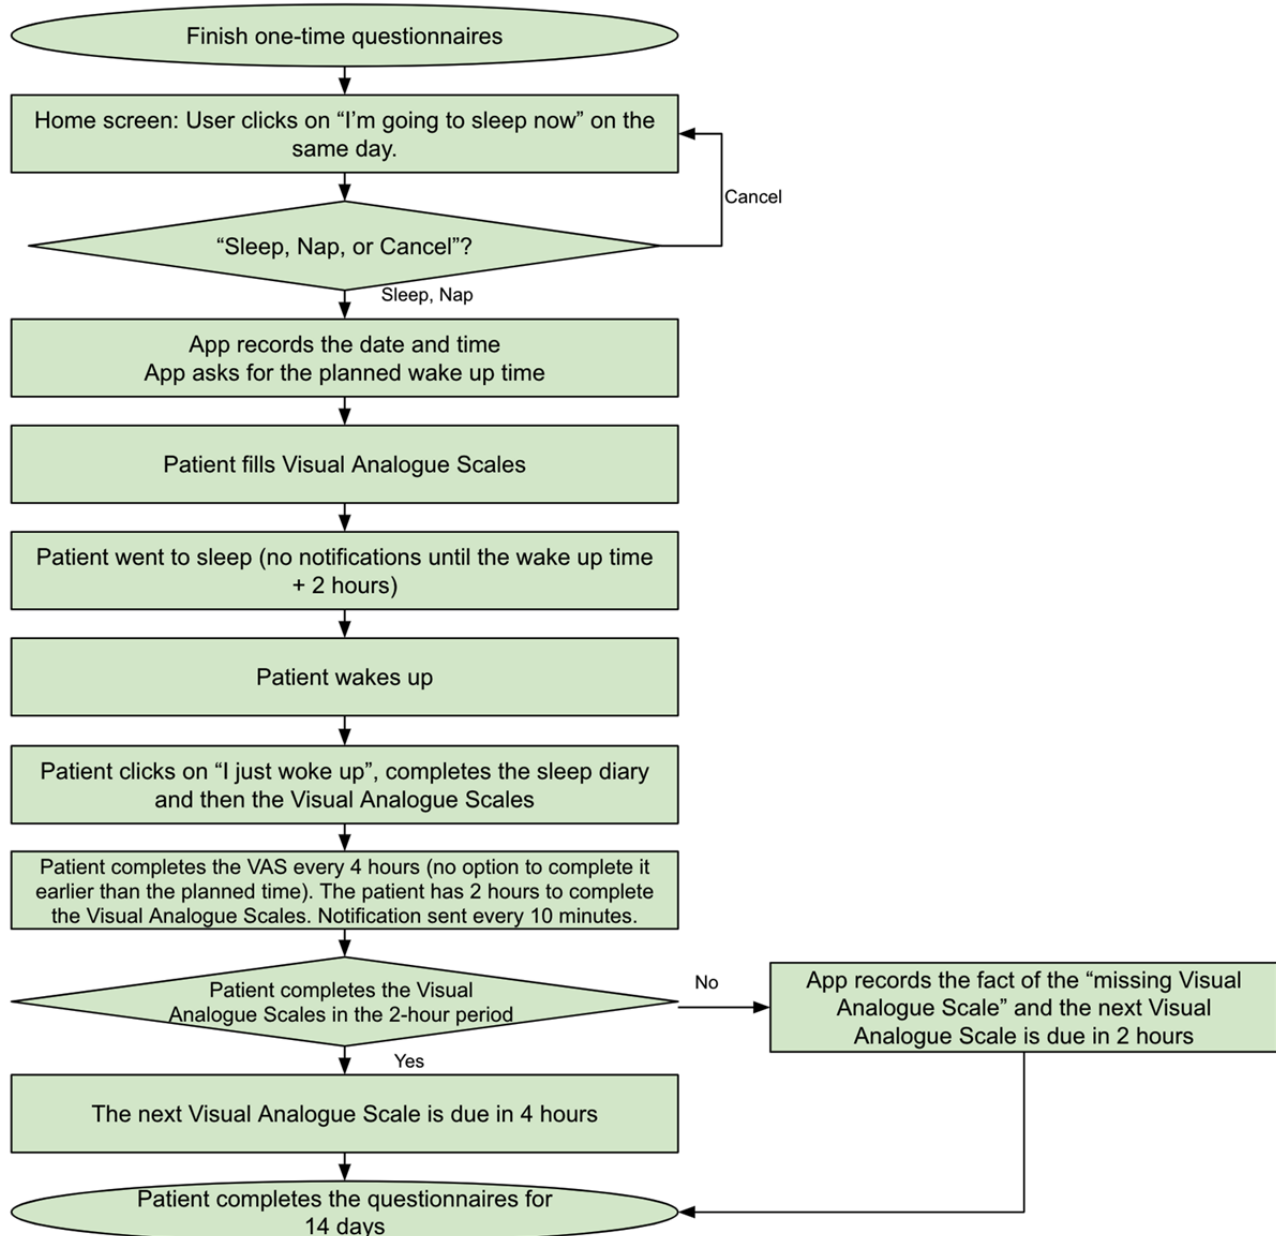 Finish one-time questionnaires
Home screen: User clicks on “I’m going to sleep now” on the
same day.
Cancel
“Sleep, Nap, or Cancel”?
Sleep, Nap
App records the date and time
App asks for the planned wake up time
Patient fills Visual Analogue Scales
Patient went to sleep (no notifications until the wake up time
+ 2 hours)
Patient wakes up
Patient clicks on “I just woke up”, completes the sleep diary
and then the Visual Analogue Scales
Patient completes the VAS every 4 hours (no option to complete it
earlier than the planned time). The patient has 2 hours to complete
the Visual Analogue Scales. Notification sent every 10 minutes.
Patient completes the Visual
Analogue Scales in the 2-hour period
No
App records the fact of the “missing Visual
Analogue Scale” and the next Visual
Analogue Scale is due in 2 hours
Yes
The next Visual Analogue Scale is due in 4 hours
Patient completes the questionnaires for
14 days